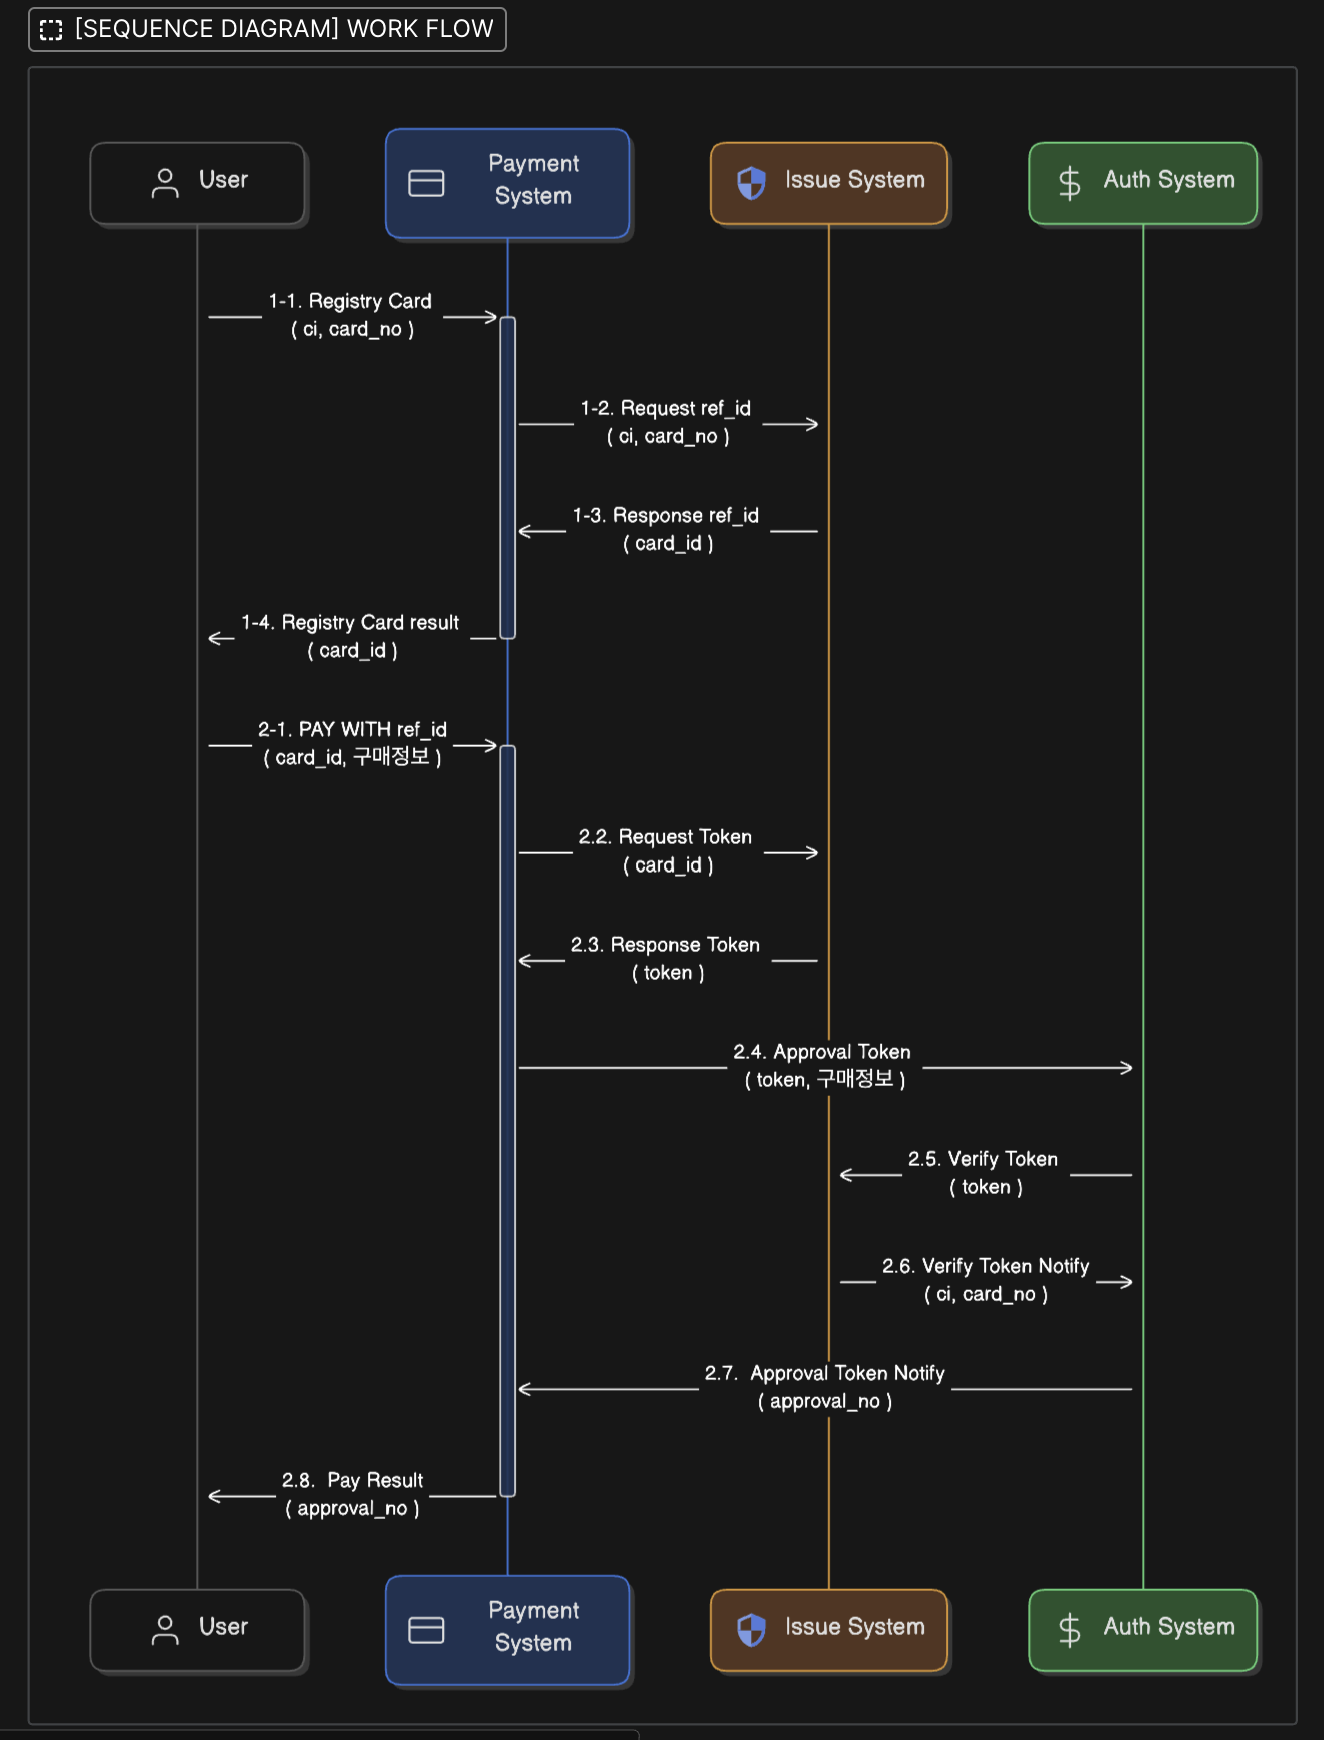 [SEQUENCE DIAGRAM] WORK FLOW
User
Payment
System
Issue System
Auth System
1-1. Registry Card
( ci, card_no )
1-2. Request ref_id
( ci, card_no )
1-3. Response ref_id
( card_id )
1-4. Registry Card result
( card_id )
2-1. PAY WITH ref_id
( card_id, 구매정보 )
2.2. Request Token
( card_id )
2.3. Response Token
( token )
2.4. Approval Token
( token, 구매정보 )
2.5. Verify Token
( token )
2.6. Verify Token Notify
( ci, card_no )
2.7.  Approval Token Notify
( approval_no )
2.8.  Pay Result
( approval_no )
User
Payment
System
Issue System
Auth System